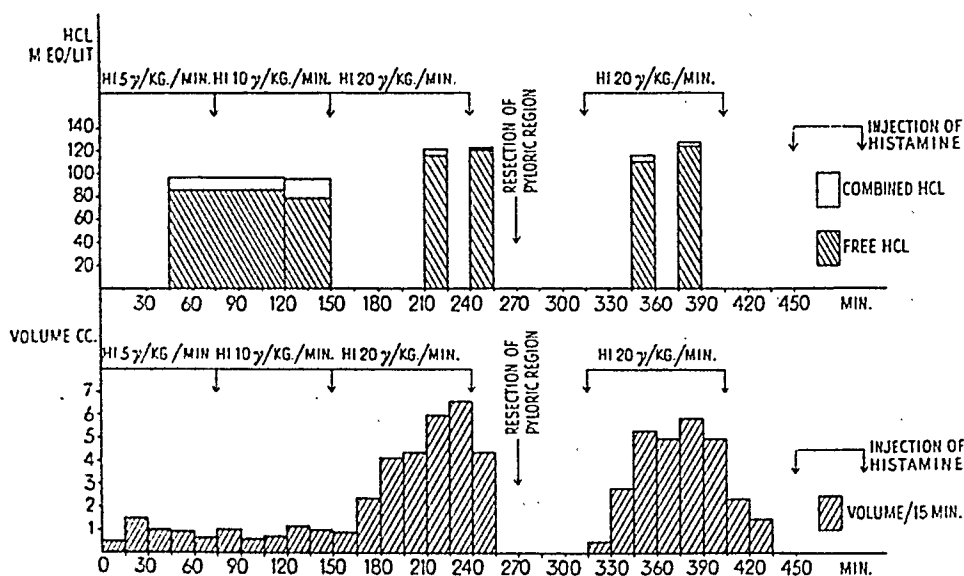 HCL
M EQ/LIT
HI 5 γ/KG./MIN. HI 10 γ/KG./MIN. HI 20 γ/KG./MIN.
HI 20 γ/KG./MIN.
140
120
100
80
60
40
20
RESECTION OF
PYLORIC REGION
INJECTION OF
HISTAMINE
COMBINED HCL
FREE HCL
30 60 90 120 160 180 210 240 270 300 330 360 390 420 450 MIN.
VOLUME CC.
HI 5 γ/KG./MIN HI 10 γ/KG./MIN. HI 20 γ/KG./MIN.
HI 20 γ/KG./MIN.
7
6
5
4
3
2
1
RESECTION OF
PYLORIC REGION
INJECTION OF
HISTAMINE
VOLUME/15 MIN.
0 30 60 90 120 150 180 210 240 270 300 330 360 390 420 450 MIN.